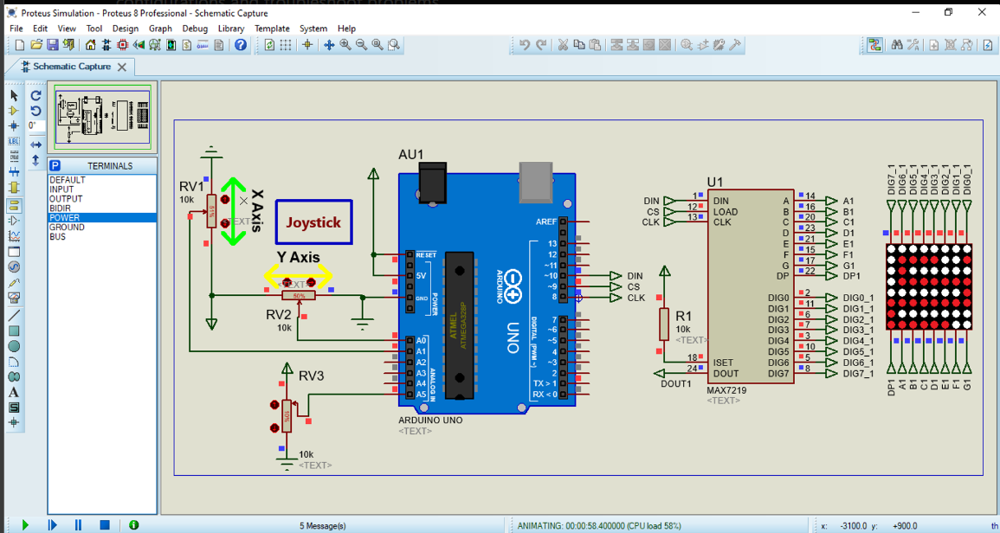 configurations and troubleshoot problems
Proteus Simulation - Proteus 8 Professional - Schematic Capture
File Edit View Tool Design Graph Debug Library Template System Help
Schematic Capture
0°
LBL
P TERMINALS
DEFAULT
INPUT
OUTPUT
BIDIR
POWER
GROUND
BUS
A
S
RV1
10k
51%
<TEXT>
X Axis
Joystick
Y Axis
<TEXT>
50%
RV2
10k
RV3
10k
<TEXT>
AU1
AREF
RESET
5V
GND
POWER
13
12
~11
~10
~9
8
7
~6
~5
4
~3
2
TX > 1
RX < 0
A0
A1
A2
A3
A4
A5
ANALOG IN
ATMEL
ATMEGA328P
ARDUINO
UNO
DIGITAL (PWM ~)
ARDUINO UNO
<TEXT>
DIN
CS
CLK
R1
10k
<TEXT>
DOUT1
U1
DIN 1 DIN
CS 12 LOAD
CLK 13 CLK
18 ISET
24 DOUT
A 14 A1
B 16 B1
C 20 C1
D 23 D1
E 21 E1
F 15 F1
G 17 G1
DP 22 DP1
DIG0 2 DIG0_1
DIG1 11 DIG1_1
DIG2 6 DIG2_1
DIG3 7 DIG3_1
DIG4 3 DIG4_1
DIG5 10 DIG5_1
DIG6 5 DIG6_1
DIG7 8 DIG7_1
MAX7219
<TEXT>
DIG7_1
DIG6_1
DIG5_1
DIG4_1
DIG3_1
DIG2_1
DIG1_1
DIG0_1
DP1
A1
B1
C1
D1
E1
F1
G1
5 Message(s)
ANIMATING: 00:00:58.400000 (CPU load 58%)
x: -3100.0 y: +900.0 th